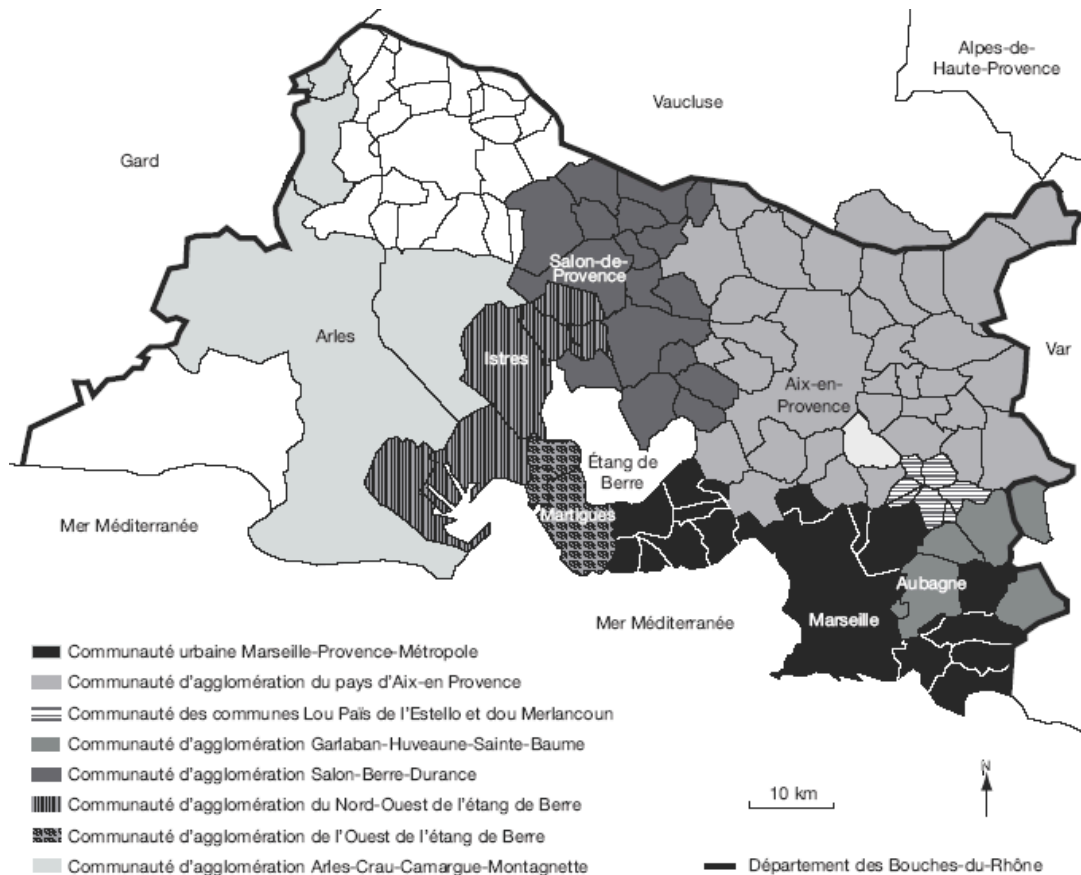 Alpes-de-
Haute-Provence
Vaucluse
Gard
Salon-de-
Provence
Arles
Istres
Var
Aix-en-
Provence
Étang de
Berre
Martigues
Mer Méditerranée
Aubagne
Marseille
Mer Méditerranée
Communauté urbaine Marseille-Provence-Métropole
Communauté d'agglomération du pays d'Aix-en Provence
Communauté des communes Lou Païs de l'Estello et dou Merlancoun
Communauté d'agglomération Garlaban-Huveaune-Sainte-Baume
Communauté d'agglomération Salon-Berre-Durance
Communauté d'agglomération du Nord-Ouest de l'étang de Berre
Communauté d'agglomération de l'Ouest de l'étang de Berre
Communauté d'agglomération Arles-Crau-Camargue-Montagnette
N
10 km
Département des Bouches-du-Rhône